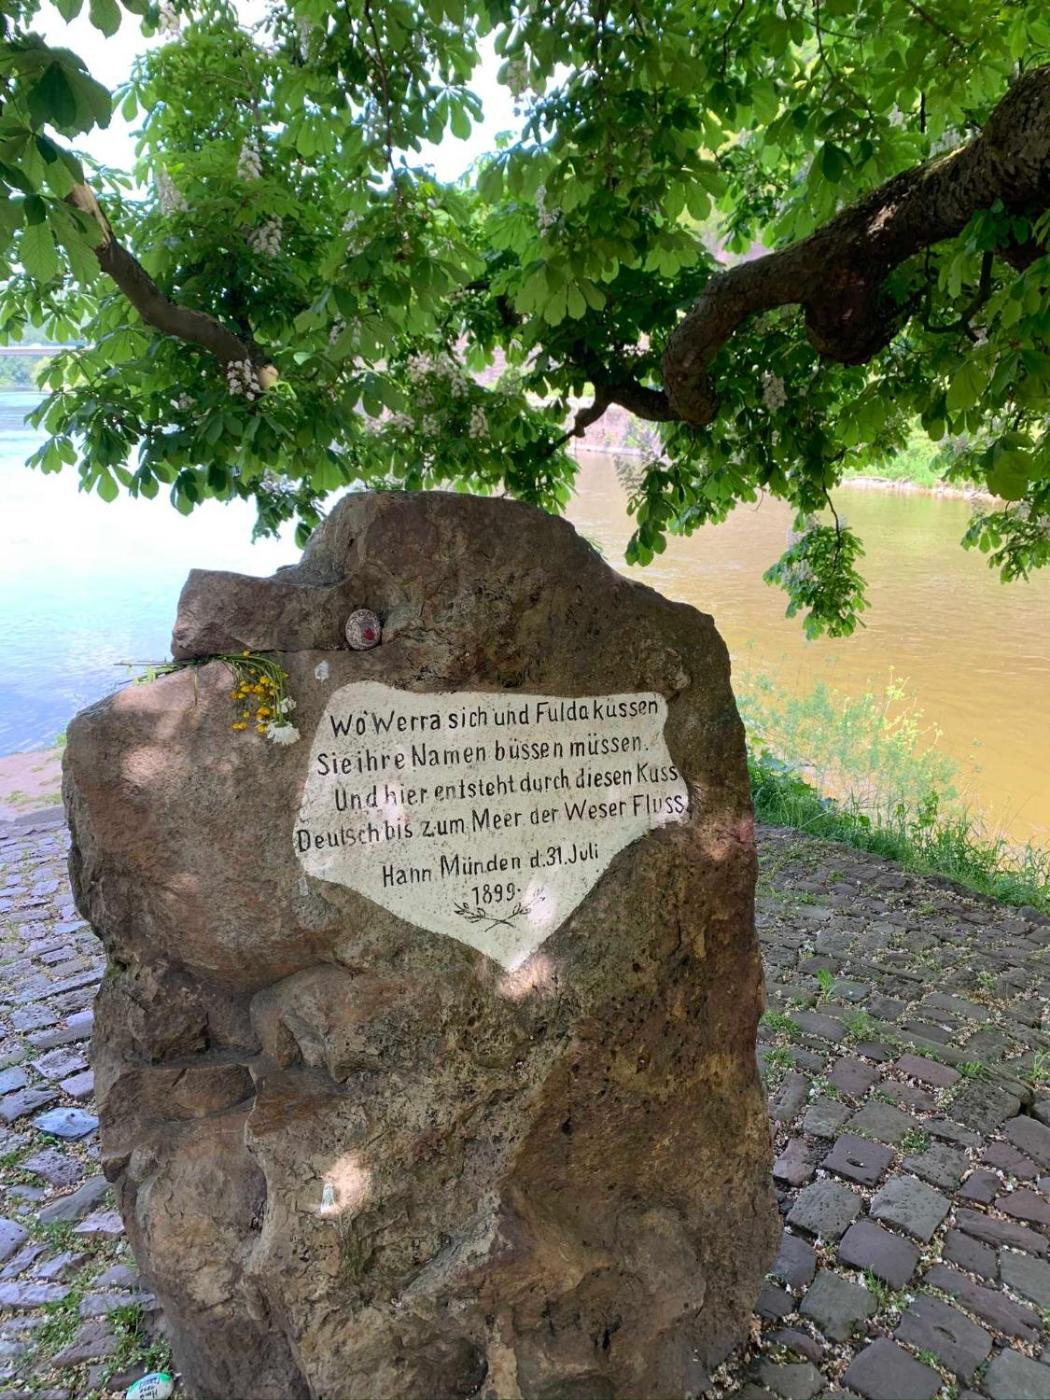 Wo Werra sich und Fulda küssen
Sie ihre Namen büssen müssen.
Und hier entsteht durch diesen Kuss
Deutsch bis zum Meer der Weser Fluss.
Hann Münden d. 31. Juli
1899.